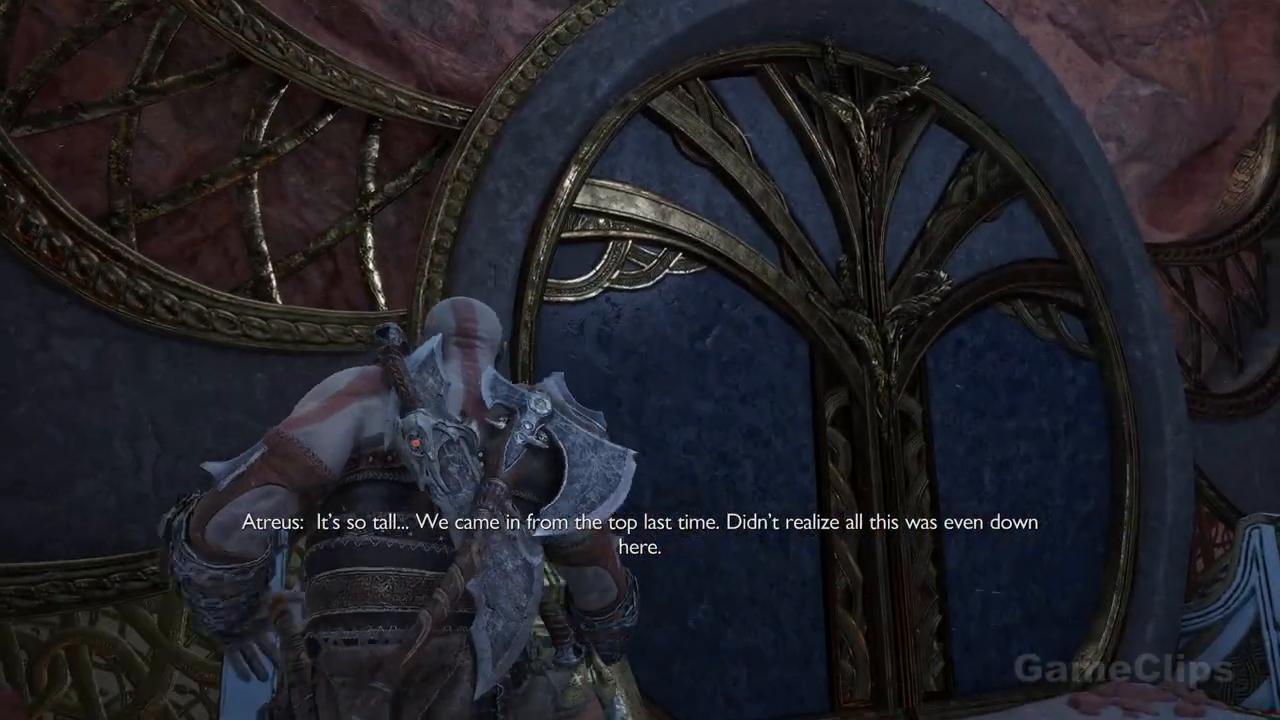 Atreus:  It's so tall... We came in from the top last time. Didn't realize all this was even down
here.
GameClips